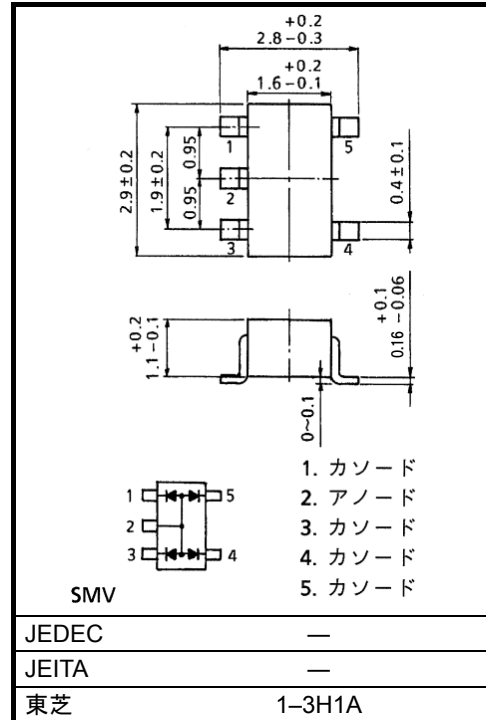 +0.2
2.8−0.3
+0.2
1.6−0.1
2.9±0.2
1.9±0.2
0.95
0.95
1
2
3
5
4
0.4±0.1
+0.2
1.1−0.1
+0.1
0.16−0.06
0~0.1
1
2
3
5
4
1. カソード
2. アノード
3. カソード
4. カソード
5. カソード
SMV
JEDEC —
JEITA —
東芝 1–3H1A